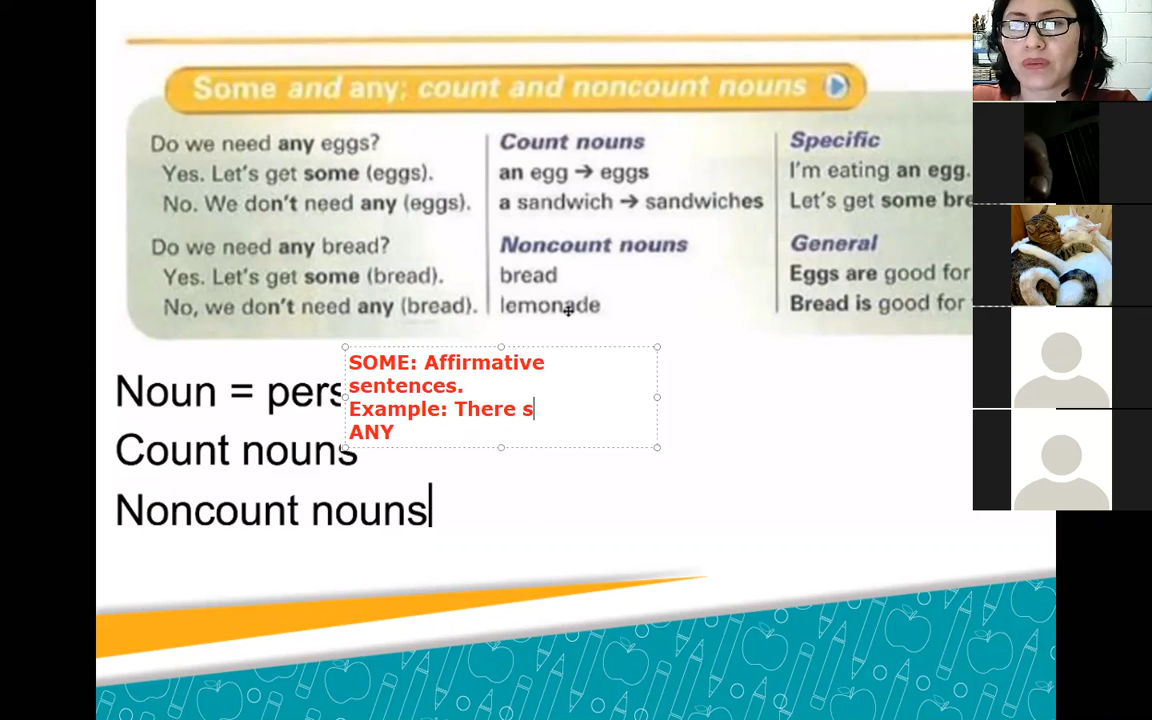 Some and any; count and noncount nouns
Do we need any eggs?
Yes. Let's get some (eggs).
No. We don't need any (eggs).
Do we need any bread?
Yes. Let's get some (bread).
No, we don't need any (bread).
Count nouns
an egg → eggs
a sandwich → sandwiches
Noncount nouns
bread
lemonade
Specific
I'm eating an egg.
Let's get some bre
General
Eggs are good for
Bread is good for
SOME: Affirmative
sentences.
Example: There s
ANY
Noun = pers
Count nouns
Noncount nouns